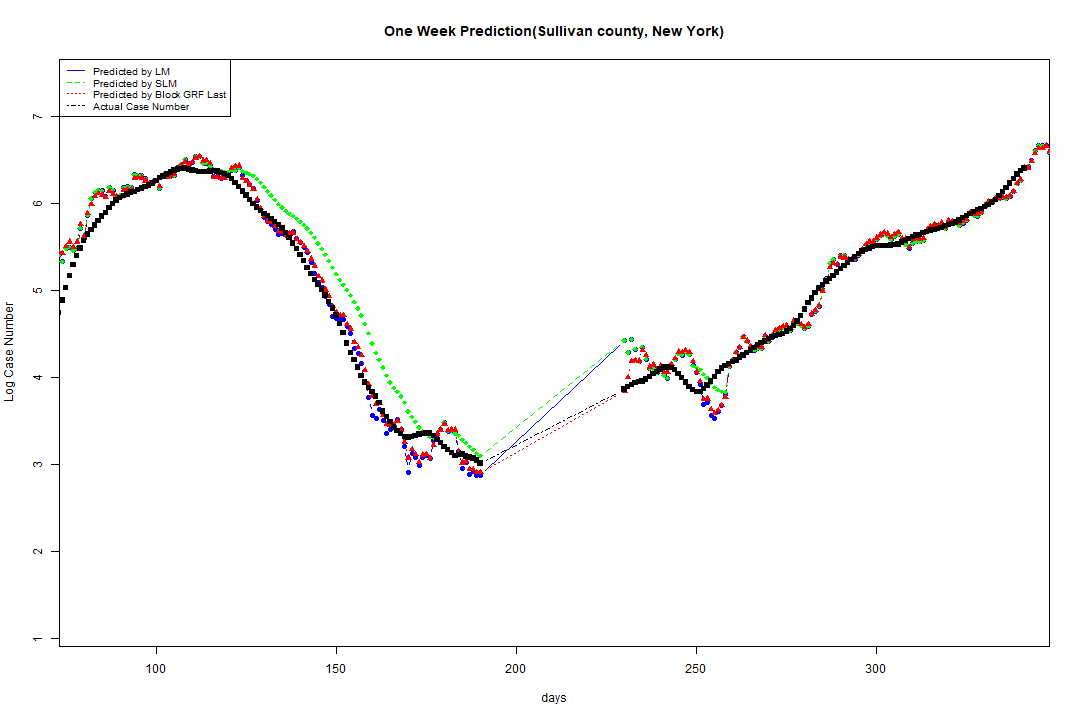 One Week Prediction(Sullivan county, New York)
Predicted by LM
Predicted by SLM
Predicted by Block GRF Last
Actual Case Number
7
6
5
4
3
2
1
Log Case Number
100 150 200 250 300
days